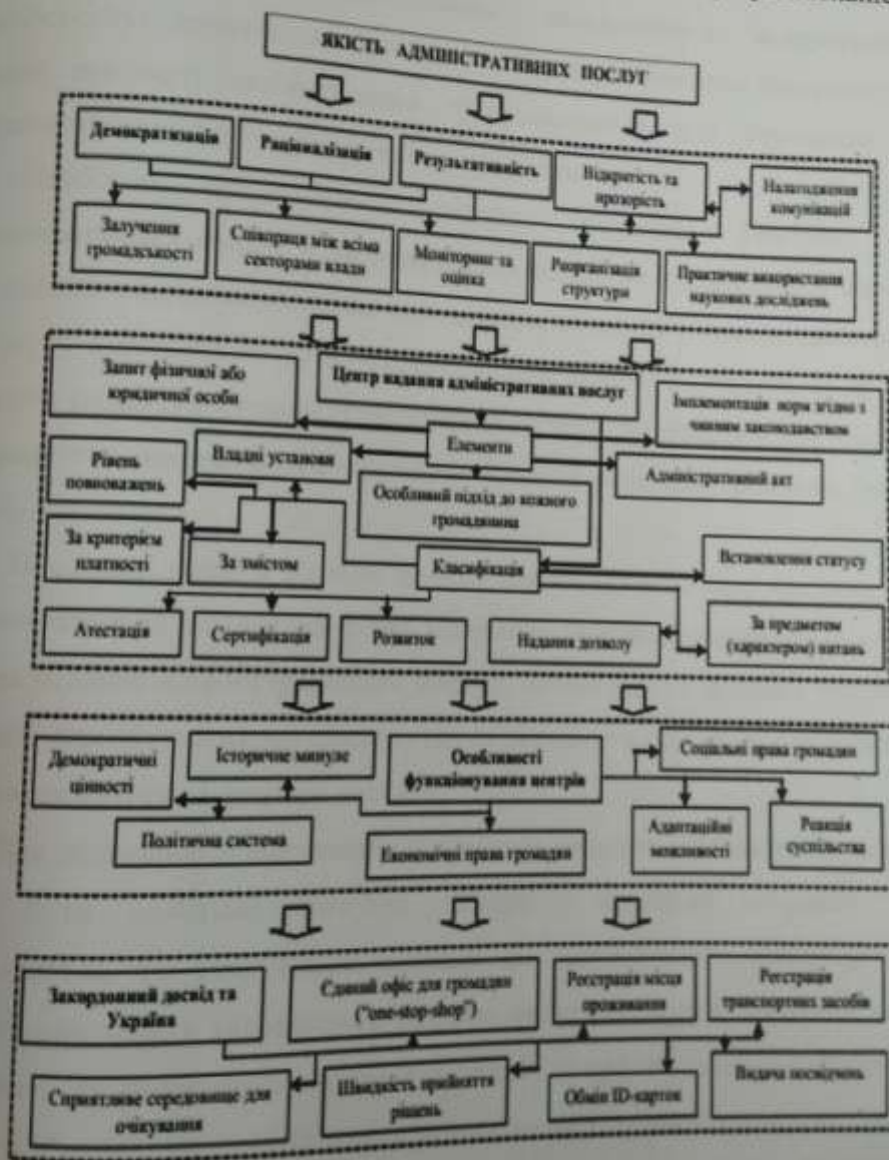 ЯКІСТЬ АДМІНІСТРАТИВНИХ ПОСЛУГ
Демократизація
Раціоналізація
Результативність
Відкритість та
прозорість
Налагодження
комунікацій
Залучення
громадськості
Співпраця між всіма
секторами влади
Моніторинг та
оцінка
Реорганізація
структури
Практичне використання
наукових досліджень
Запит фізичної або
юридичної особи
Центр надання адміністративних послуг
Імплементація норм згідно з
чинним законодавством
Елементи
Рівень
повноважень
Владні установи
Адміністративний акт
Особливий підхід до кожного
громадянина
За критерієм
платності
За змістом
Класифікація
Встановлення статусу
Атестація
Сертифікація
Розвиток
Надання дозволу
За предметом
(характером) питань
Демократичні
цінності
Історичне минуле
Особливості
функціонування центрів
Соціальні права громадян
Політична система
Економічні права громадян
Адаптаційні
можливості
Реакція
суспільства
Закордонний досвід та
Україна
Єдиний офіс для громадян
("one-stop-shop")
Реєстрація місця
проживання
Реєстрація
транспортних засобів
Сприятливе середовище для
очікування
Швидкість прийняття
рішень
Обмін ID-карток
Видача посвідчень